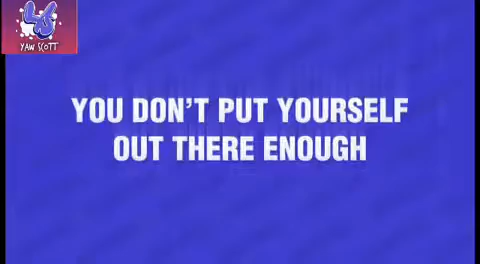 YAW SCOTT
YOU DON'T PUT YOURSELF
OUT THERE ENOUGH